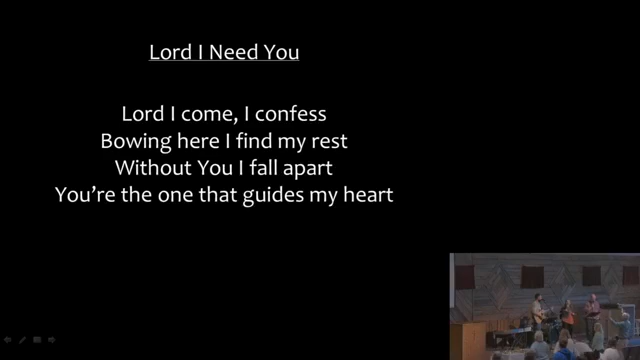 Lord I Need You
Lord I come, I confess
Bowing here I find my rest
Without You I fall apart
You’re the one that guides my heart